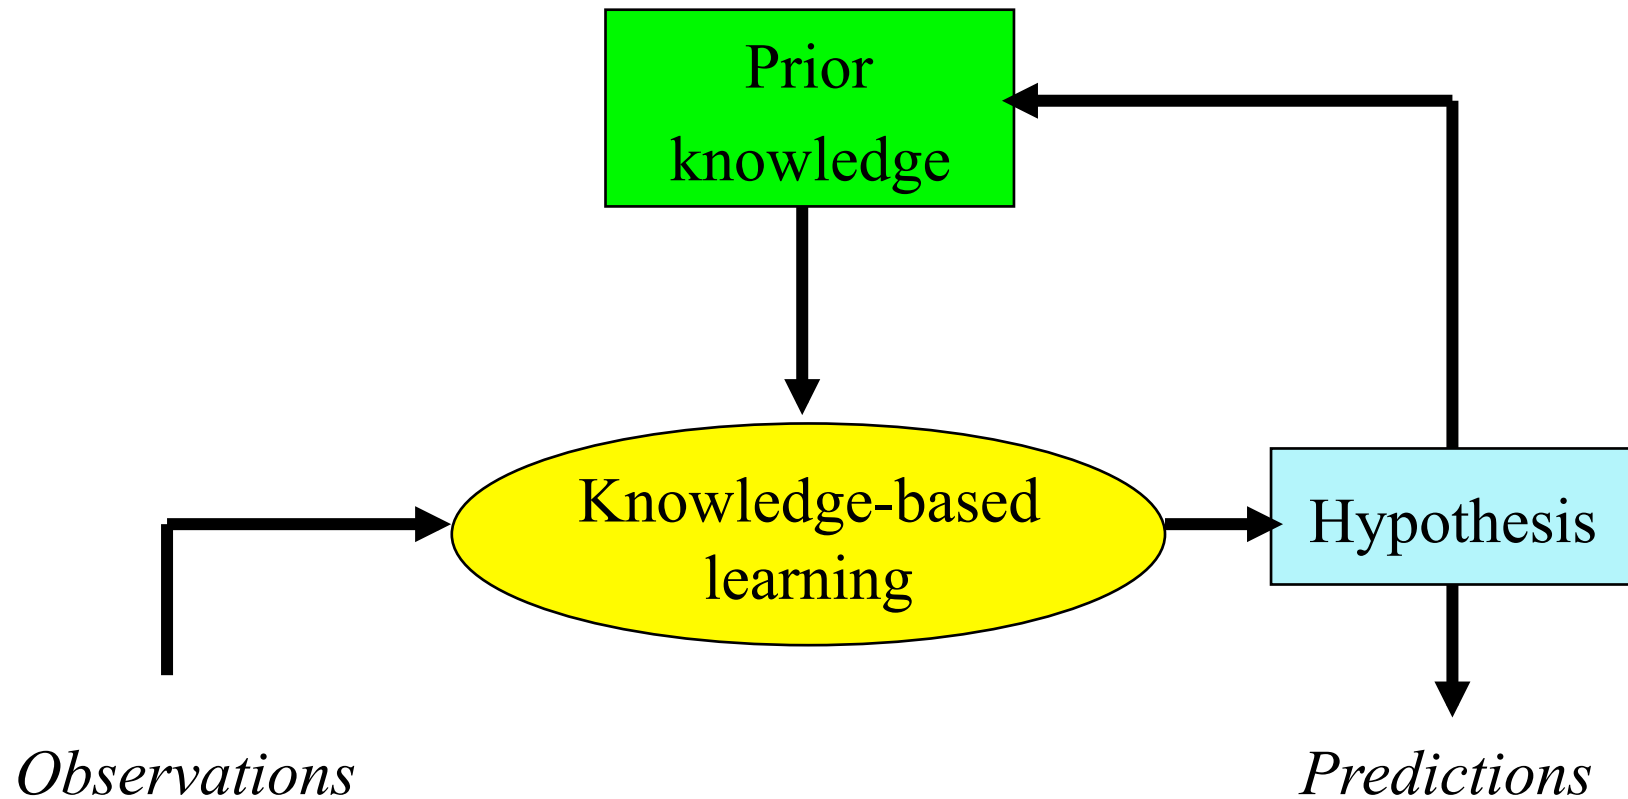 Prior
knowledge
Knowledge-based
learning
Hypothesis
Observations
Predictions